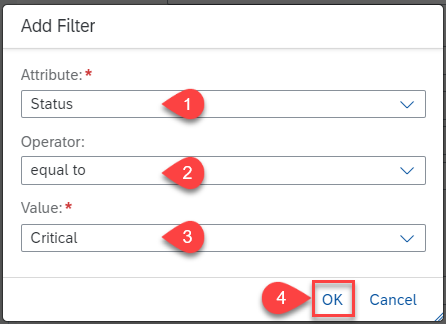 Add Filter
Attribute:*
Status 1
Operator:
equal to 2
Value:*
Critical 3
4 OK Cancel